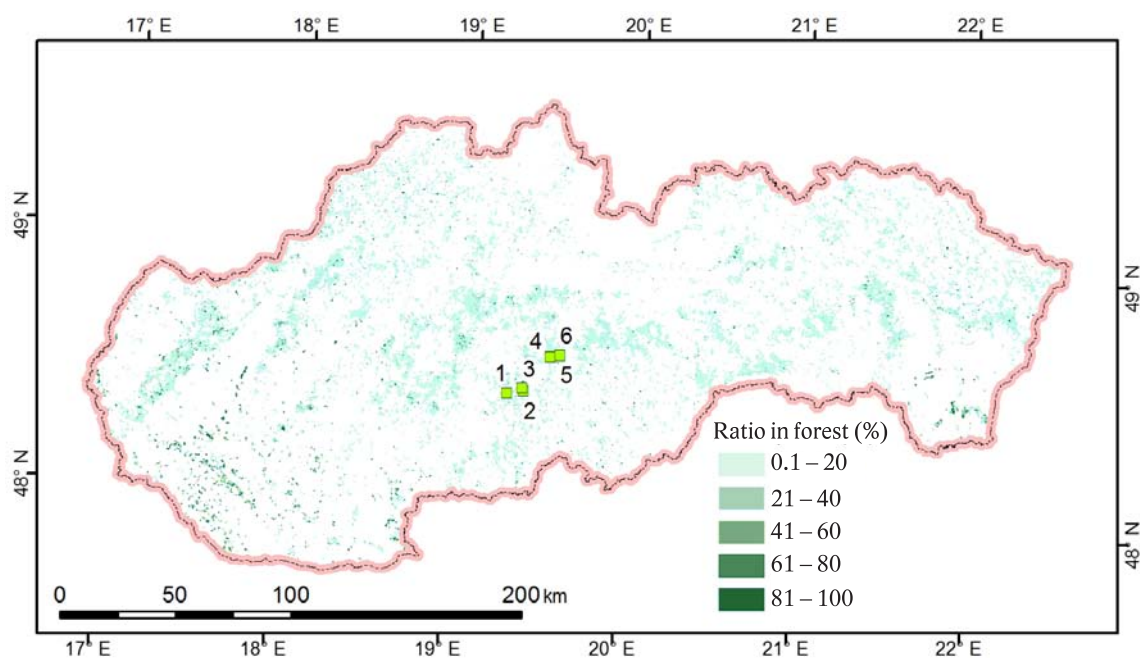 17° E 18° E 19° E 20° E 21° E 22° E
49° N
49° N
48° N
48° N
4 6
1 3 5
2
Ratio in forest (%)
0.1 – 20
21 – 40
41 – 60
61 – 80
81 – 100
0 50 100 200 km
17° E 18° E 19° E 20° E 21° E 22° E